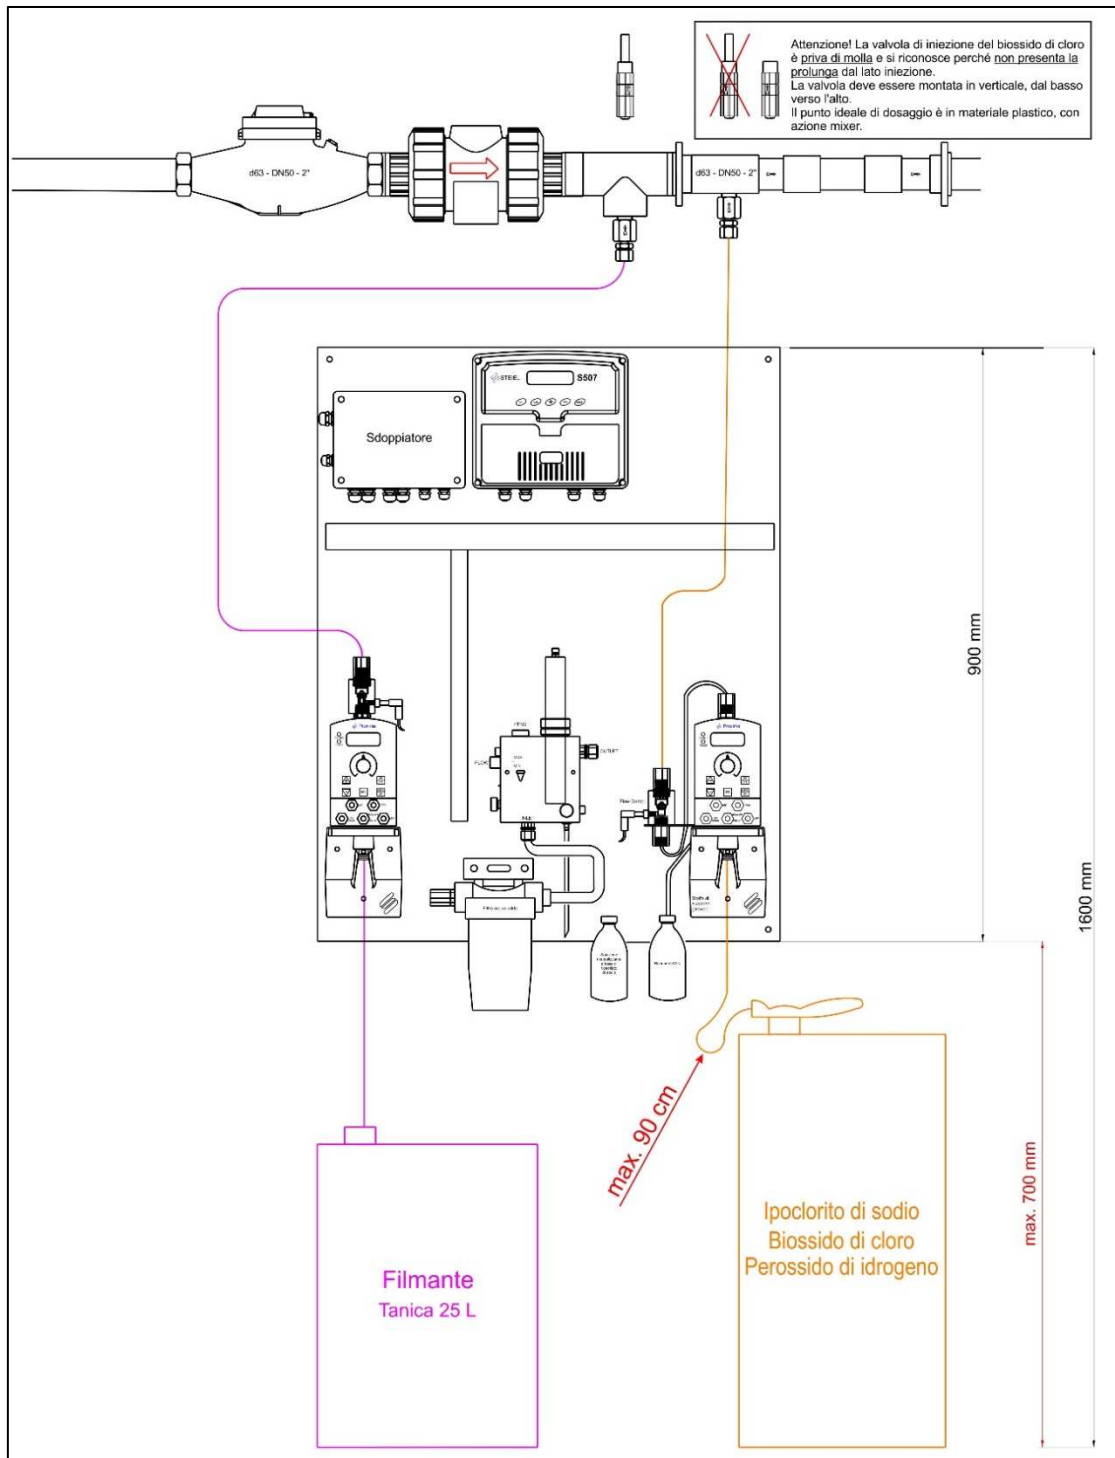 Attenzione! La valvola di iniezione del biossido di cloro
è priva di molla e si riconosce perché non presenta la
prolunga dal lato iniezione.
La valvola deve essere montata in verticale, dal basso
verso l'alto.
Il punto ideale di dosaggio è in materiale plastico, con
azione mixer.
d63 - DN50 - 2"
d63 - DN50 - 2"
STEIEL
S507
Sdoppiatore
900 mm
1600 mm
OUTLET
FLOAT
INLET
max. 90 cm
max. 700 mm
Filmante
Tanica 25 L
Ipoclorito di sodio
Biossido di cloro
Perossido di idrogeno